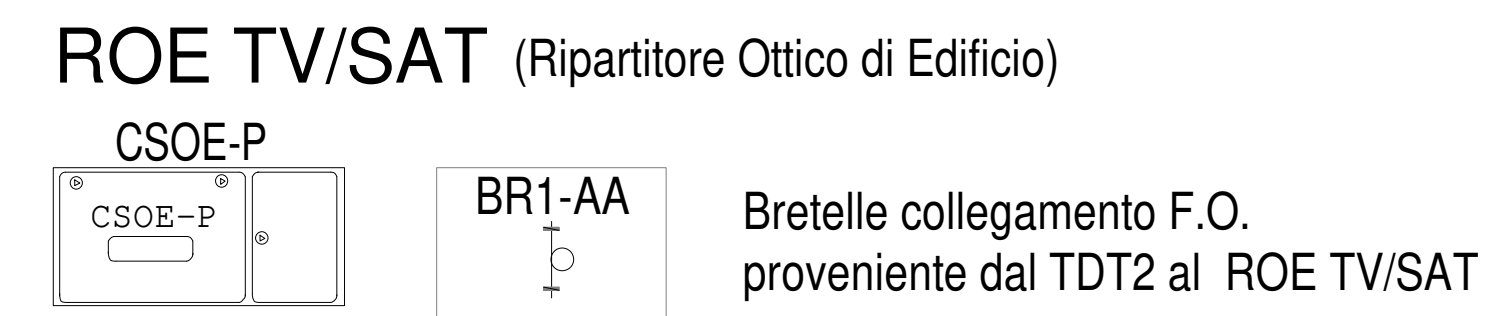 ROE TV/SAT (Ripartitore Ottico di Edificio)
CSOE-P
CSOE-P
BR1-AA
Bretelle collegamento F.O.
proveniente dal TDT2 al ROE TV/SAT